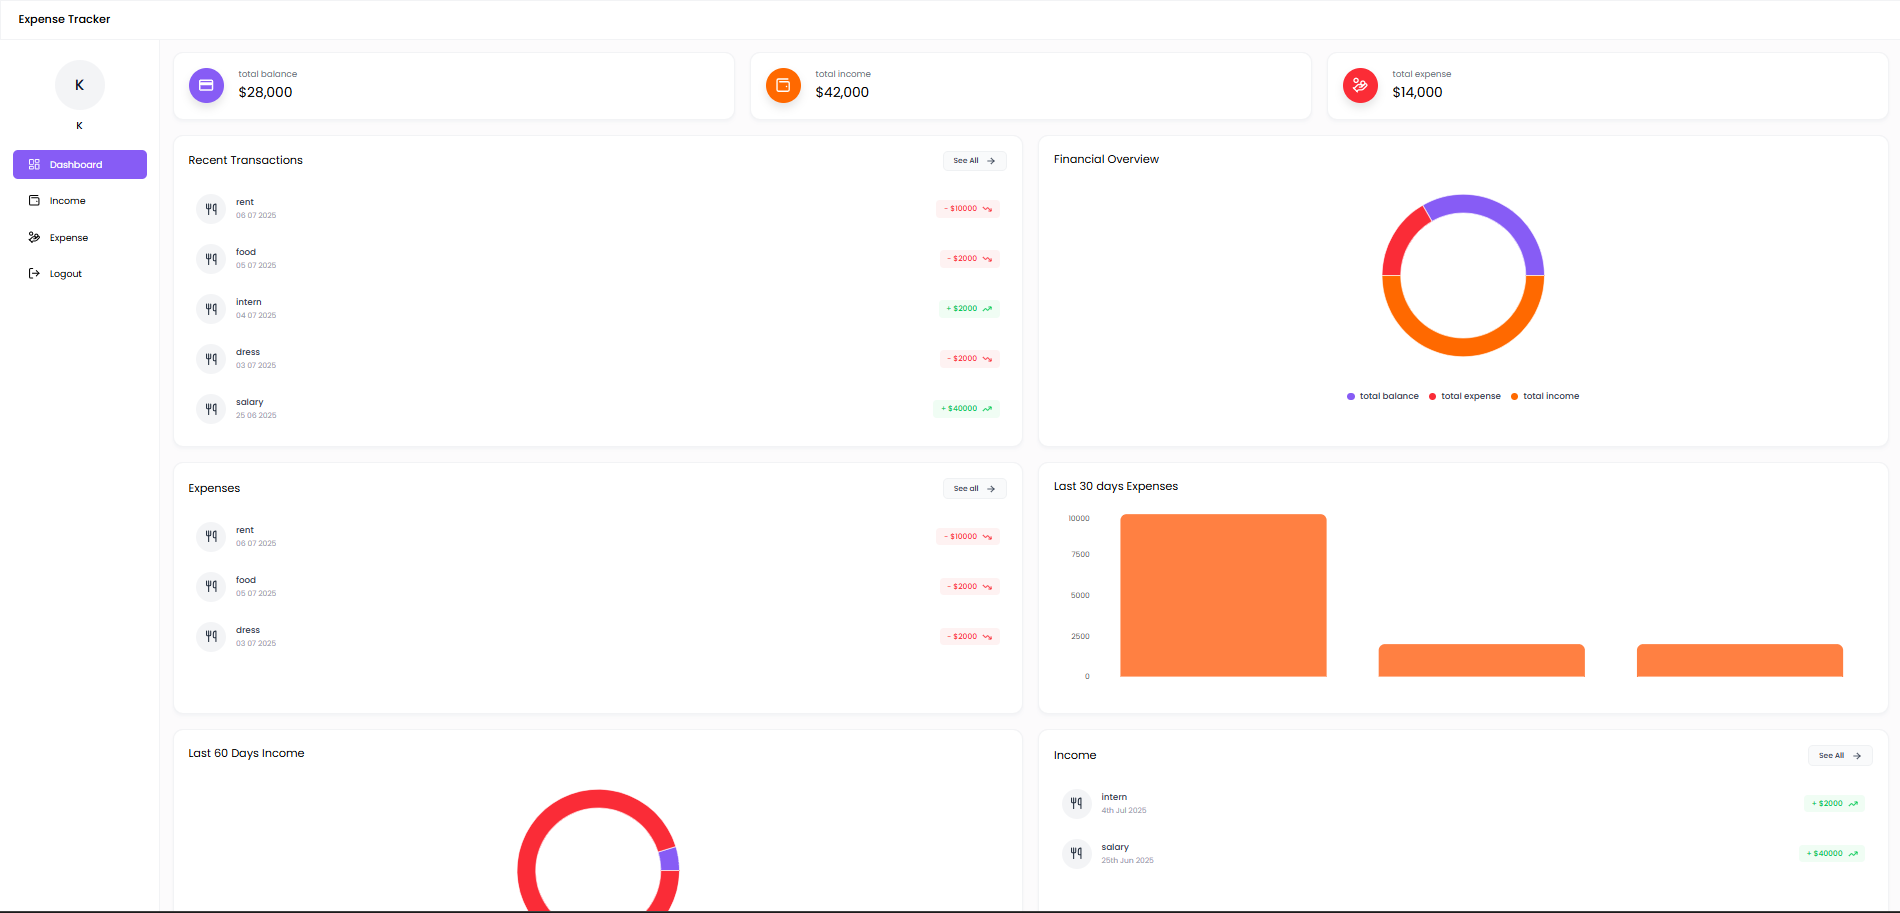 Expense Tracker
K
K
Dashboard
Income
Expense
Logout
total balance
$28,000
total income
$42,000
total expense
$14,000
Recent Transactions
See All
rent
06 07 2025
- $10000
food
05 07 2025
- $2000
intern
04 07 2025
+ $2000
dress
03 07 2025
- $2000
salary
25 06 2025
+ $40000
Financial Overview
total balance total expense total income
Expenses
See all
rent
06 07 2025
- $10000
food
05 07 2025
- $2000
dress
03 07 2025
- $2000
Last 30 days Expenses
10000
7500
5000
2500
0
Last 60 Days Income
Income
See All
intern
4th Jul 2025
+ $2000
salary
25th Jun 2025
+ $40000